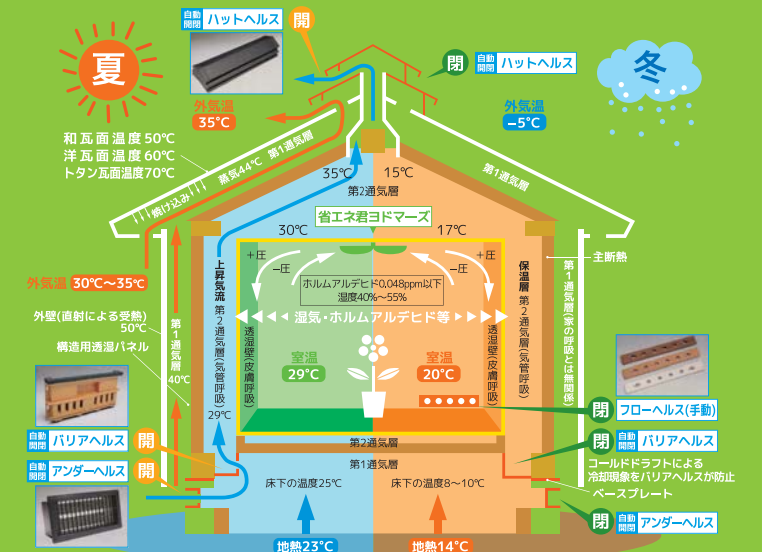 自動
開閉
ハットヘルス
開
夏
外気温
35℃
閉
自動
開閉
ハットヘルス
冬
外気温
−5℃
和瓦面温度50℃
洋瓦面温度60℃
トタン瓦面温度70℃
蒸気44℃ 第1通気層
焼け込み
35℃
15℃
第2通気層
第1通気層
省エネ君ヨドマーズ
30℃
17℃
+圧
−圧
+圧
−圧
ホルムアルデヒド0.048ppm以下
湿度40%〜55%
湿気・ホルムアルデヒド等
外気温 30℃〜35℃
外壁(直射による受熱)
50℃
構造用透湿パネル
第1通気層
40℃
上昇気流 第2通気層(気管呼吸)
29℃
透湿壁(皮膚呼吸)
室温
29℃
室温
20℃
透湿壁(皮膚呼吸)
保温層 第2通気層(気管呼吸)
第1通気層(家の呼吸とは無関係)
主断熱
自動
開閉
バリアヘルス
開
自動
開閉
アンダーヘルス
開
閉
フローヘルス(手動)
閉
自動
開閉
バリアヘルス
コールドドラフトによる
冷却現象をバリアヘルスが防止
ベースプレート
閉
自動
開閉
アンダーヘルス
第2通気層
第1通気層
床下の温度25℃
床下の温度8〜10℃
地熱23℃
地熱14℃